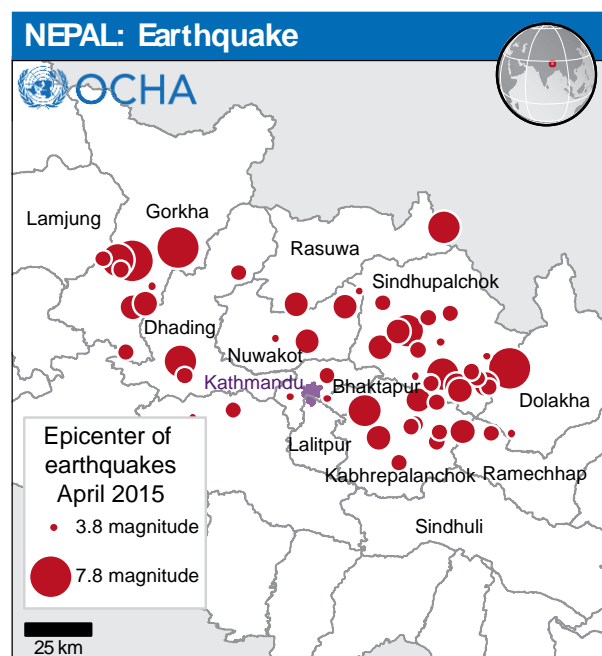 NEPAL: Earthquake
OCHA
Lamjung
Gorkha
Rasuwa
Sindhupalchok
Dhading
Nuwakot
Kathmandu
Bhaktapur
Dolakha
Lalitpur
Kabhrepalanchok
Ramechhap
Sindhuli
Epicenter of
earthquakes
April 2015
3.8 magnitude
7.8 magnitude
25 km